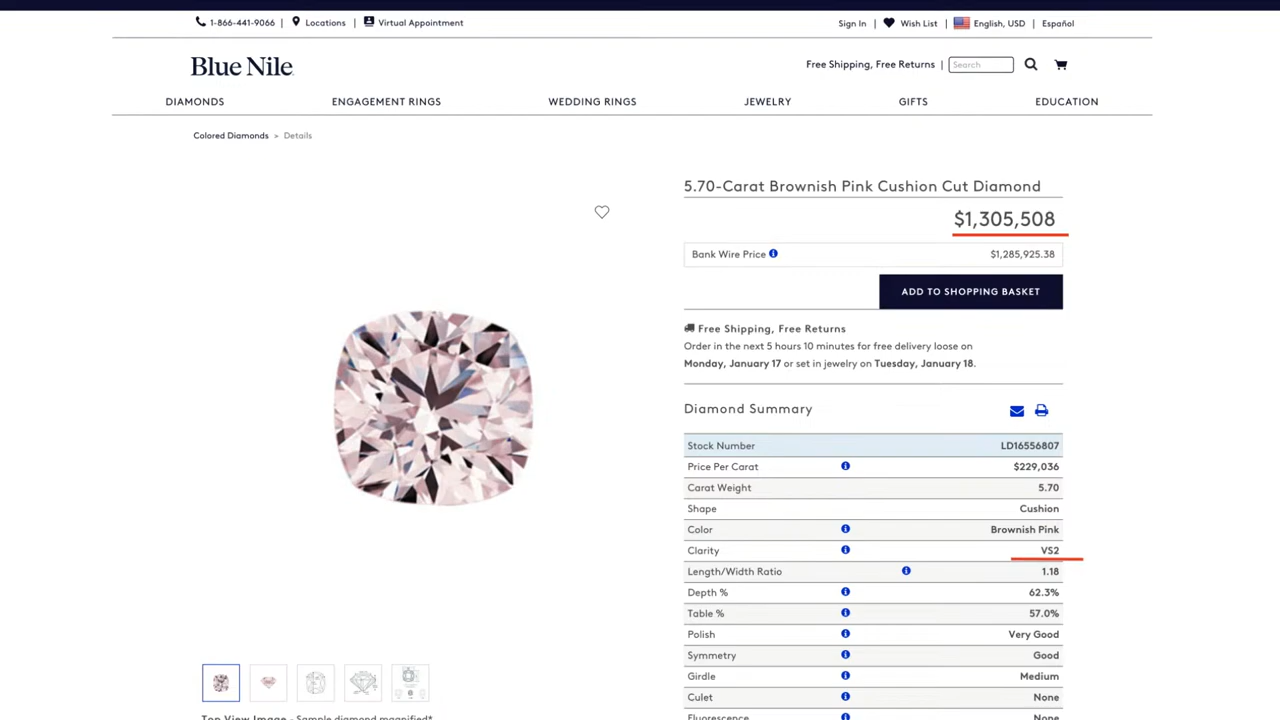 1-866-441-9066 | Locations | Virtual Appointment
Sign In | Wish List | English, USD | Español
Blue Nile
Free Shipping, Free Returns | Search
DIAMONDS ENGAGEMENT RINGS WEDDING RINGS JEWELRY GIFTS EDUCATION
Colored Diamonds > Details
5.70-Carat Brownish Pink Cushion Cut Diamond
$1,305,508
Bank Wire Price $1,285,925.38
ADD TO SHOPPING BASKET
Free Shipping, Free Returns
Order in the next 5 hours 10 minutes for free delivery loose on
Monday, January 17 or set in jewelry on Tuesday, January 18.
Diamond Summary
Stock Number LD16556807
Price Per Carat $229,036
Carat Weight 5.70
Shape Cushion
Color Brownish Pink
Clarity VS2
Length/Width Ratio 1.18
Depth % 62.3%
Table % 57.0%
Polish Very Good
Symmetry Good
Girdle Medium
Culet None
Fluorescence None
Top View Image - Sample diamond magnified*